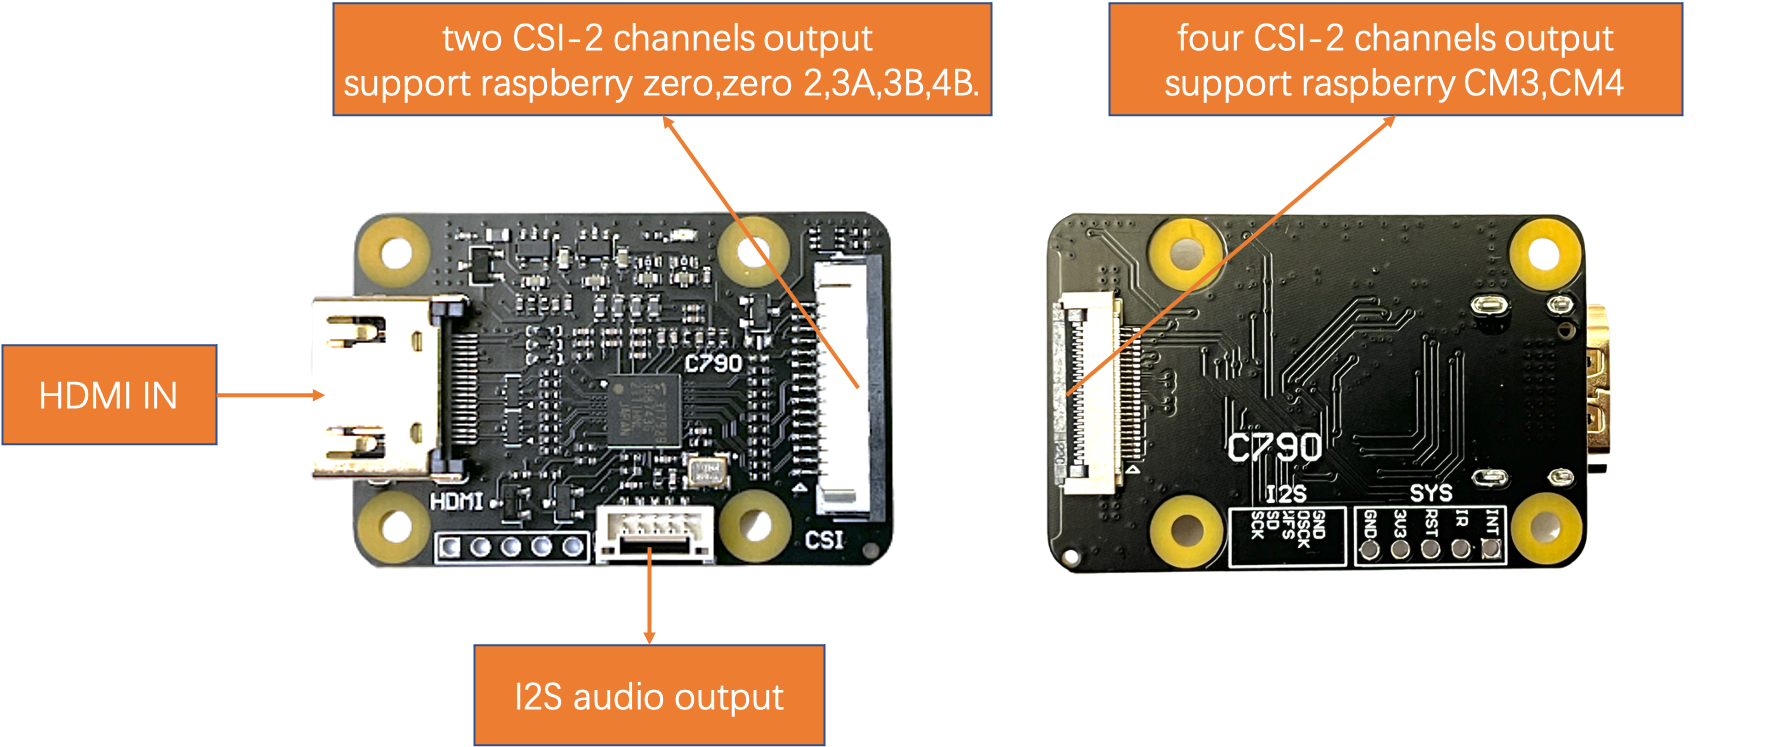 two CSI-2 channels output
support raspberry zero,zero 2,3A,3B,4B.
four CSI-2 channels output
support raspberry CM3,CM4
HDMI IN
C790
HDMI
CSI
I2S audio output
C790
I2S
SYS
SCK
SD
WFS
OSCK
GND
GND
3V3
RST
IR
INT